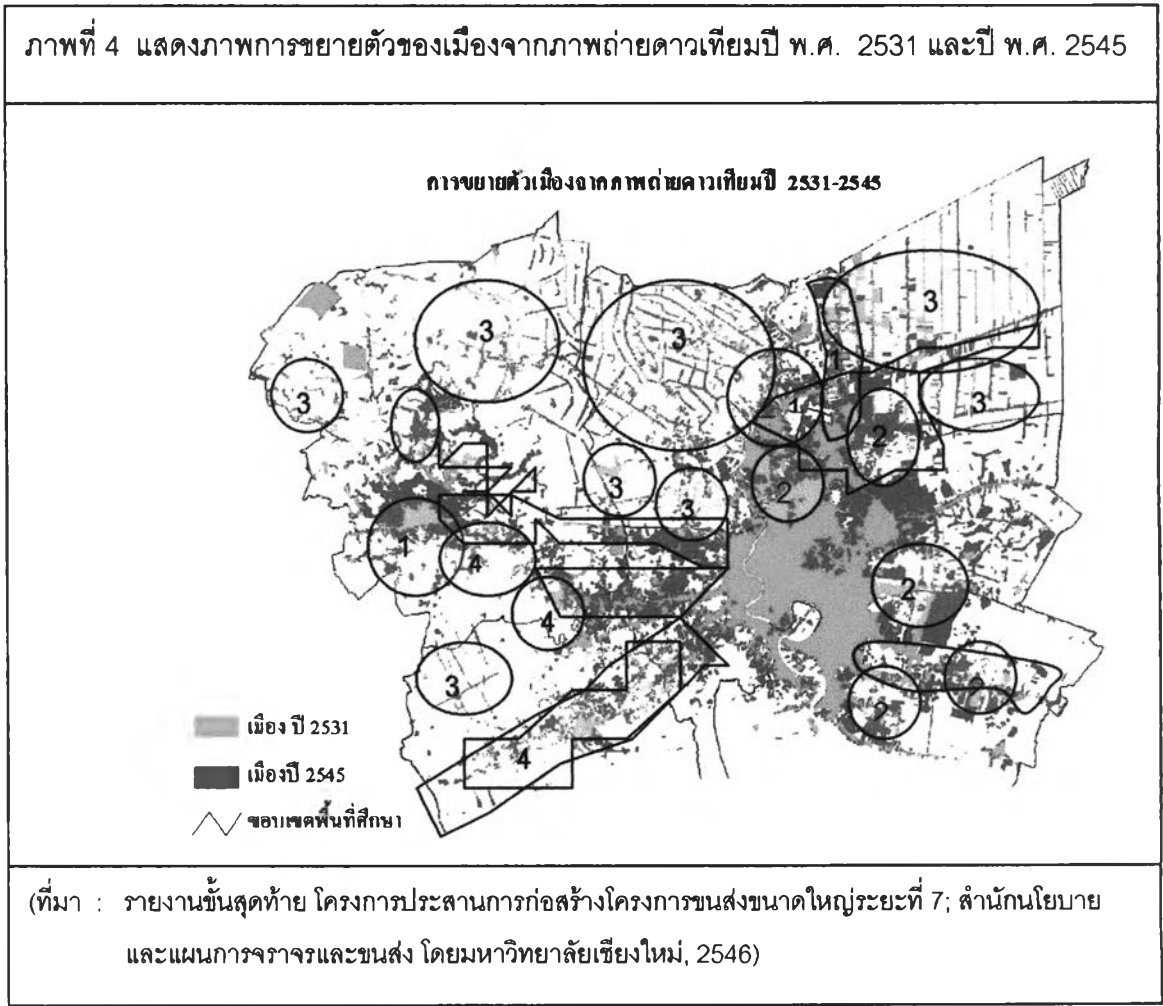 ภาพที่ 4 แสดงภาพการขยายตัวของเมืองจากภาพถ่ายดาวเทียมปี พ.ศ. 2531 และปี พ.ศ. 2545
การขยายตัวเมืองจากภาพถ่ายดาวเทียมปี 2531-2545
3
3
3
1
3
3
1
2
3
3
3
2
1
4
2
4
3
2
2
4
เมือง ปี 2531
เมืองปี 2545
ขอบเขตพื้นที่ศึกษา
(ที่มา : รายงานขั้นสุดท้าย โครงการประสานการก่อสร้างโครงการขนส่งขนาดใหญ่ระยะที่ 7; สำนักนโยบาย
และแผนการจราจรและขนส่ง โดยมหาวิทยาลัยเชียงใหม่, 2546)